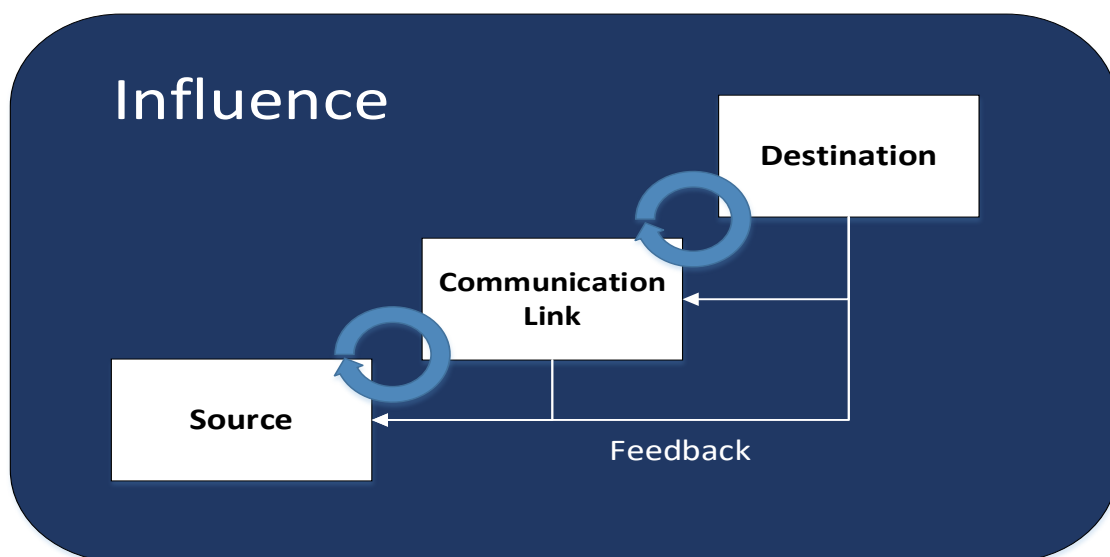 Influence
Destination
Communication
Link
Source
Feedback